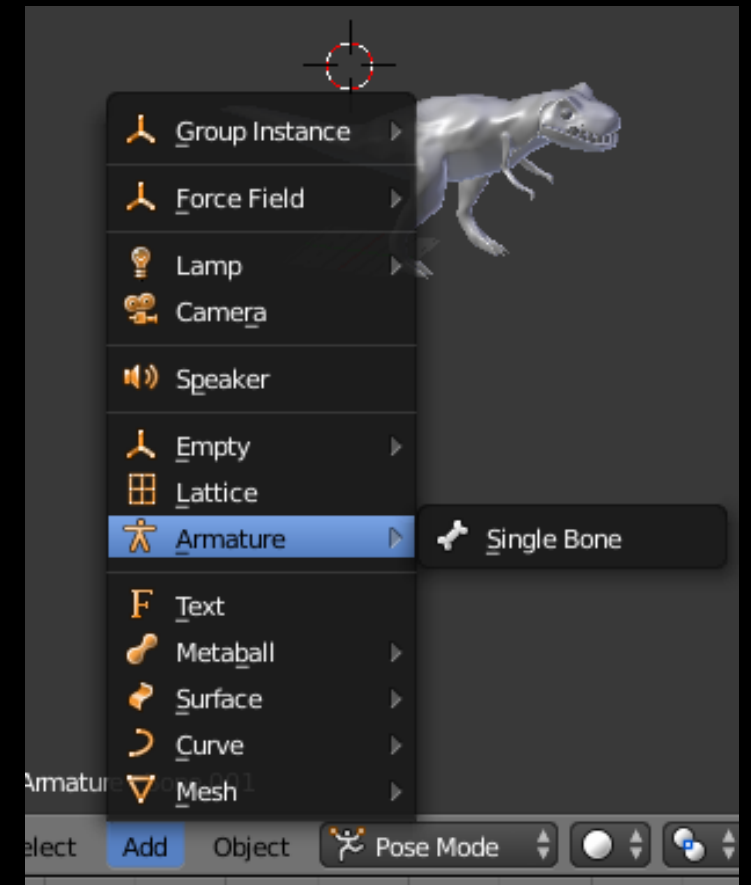 Group Instance
Force Field
Lamp
Camera
Speaker
Empty
Lattice
Armature
Single Bone
Text
Metaball
Surface
Curve
Mesh
Add Object Pose Mode